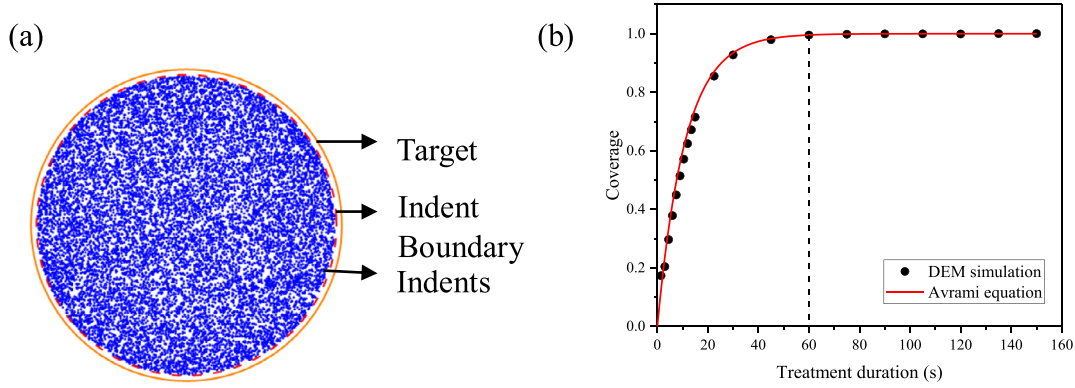 (a)
Target
Indent
Boundary
Indents
(b)
Coverage
1.0
0.8
0.6
0.4
0.2
0.0
DEM simulation
Avrami equation
0 20 40 60 80 100 120 140 160
Treatment duration (s)